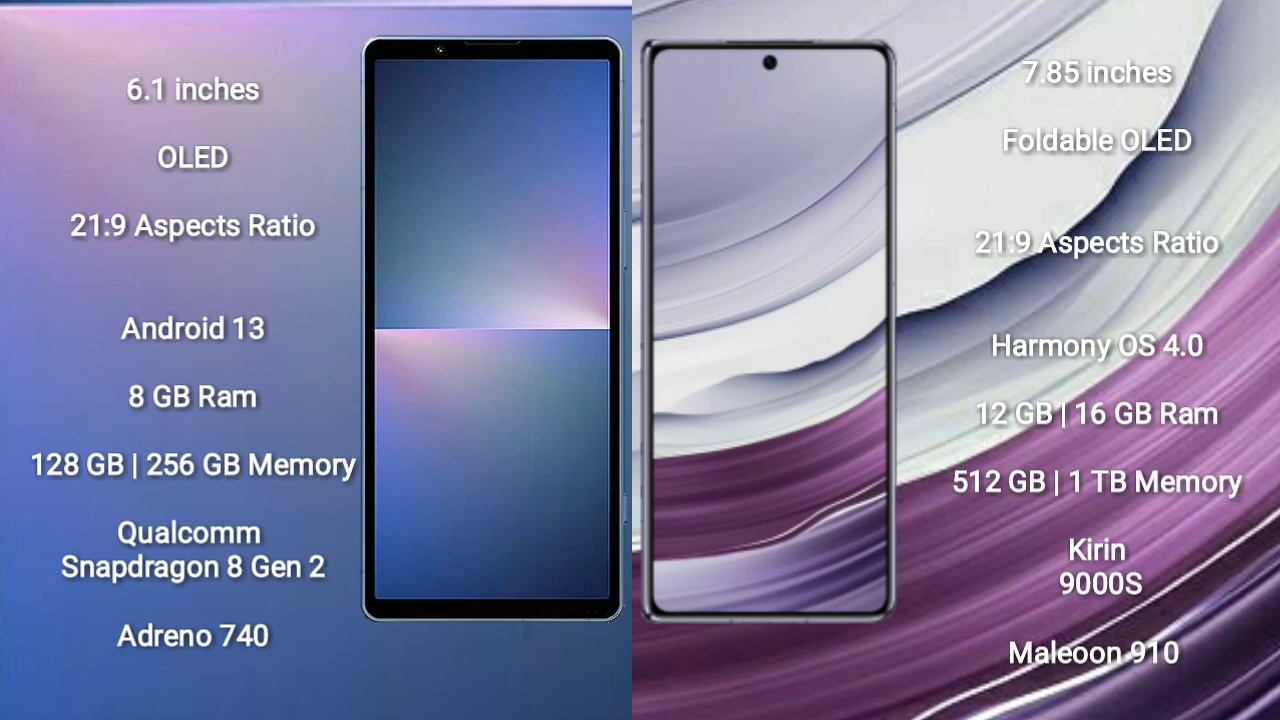 6.1 inches
OLED
21:9 Aspects Ratio
Android 13
8 GB Ram
128 GB | 256 GB Memory
Qualcomm
Snapdragon 8 Gen 2
Adreno 740
7.85 inches
Foldable OLED
21:9 Aspects Ratio
Harmony OS 4.0
12 GB | 16 GB Ram
512 GB | 1 TB Memory
Kirin
9000S
Maleoon 910